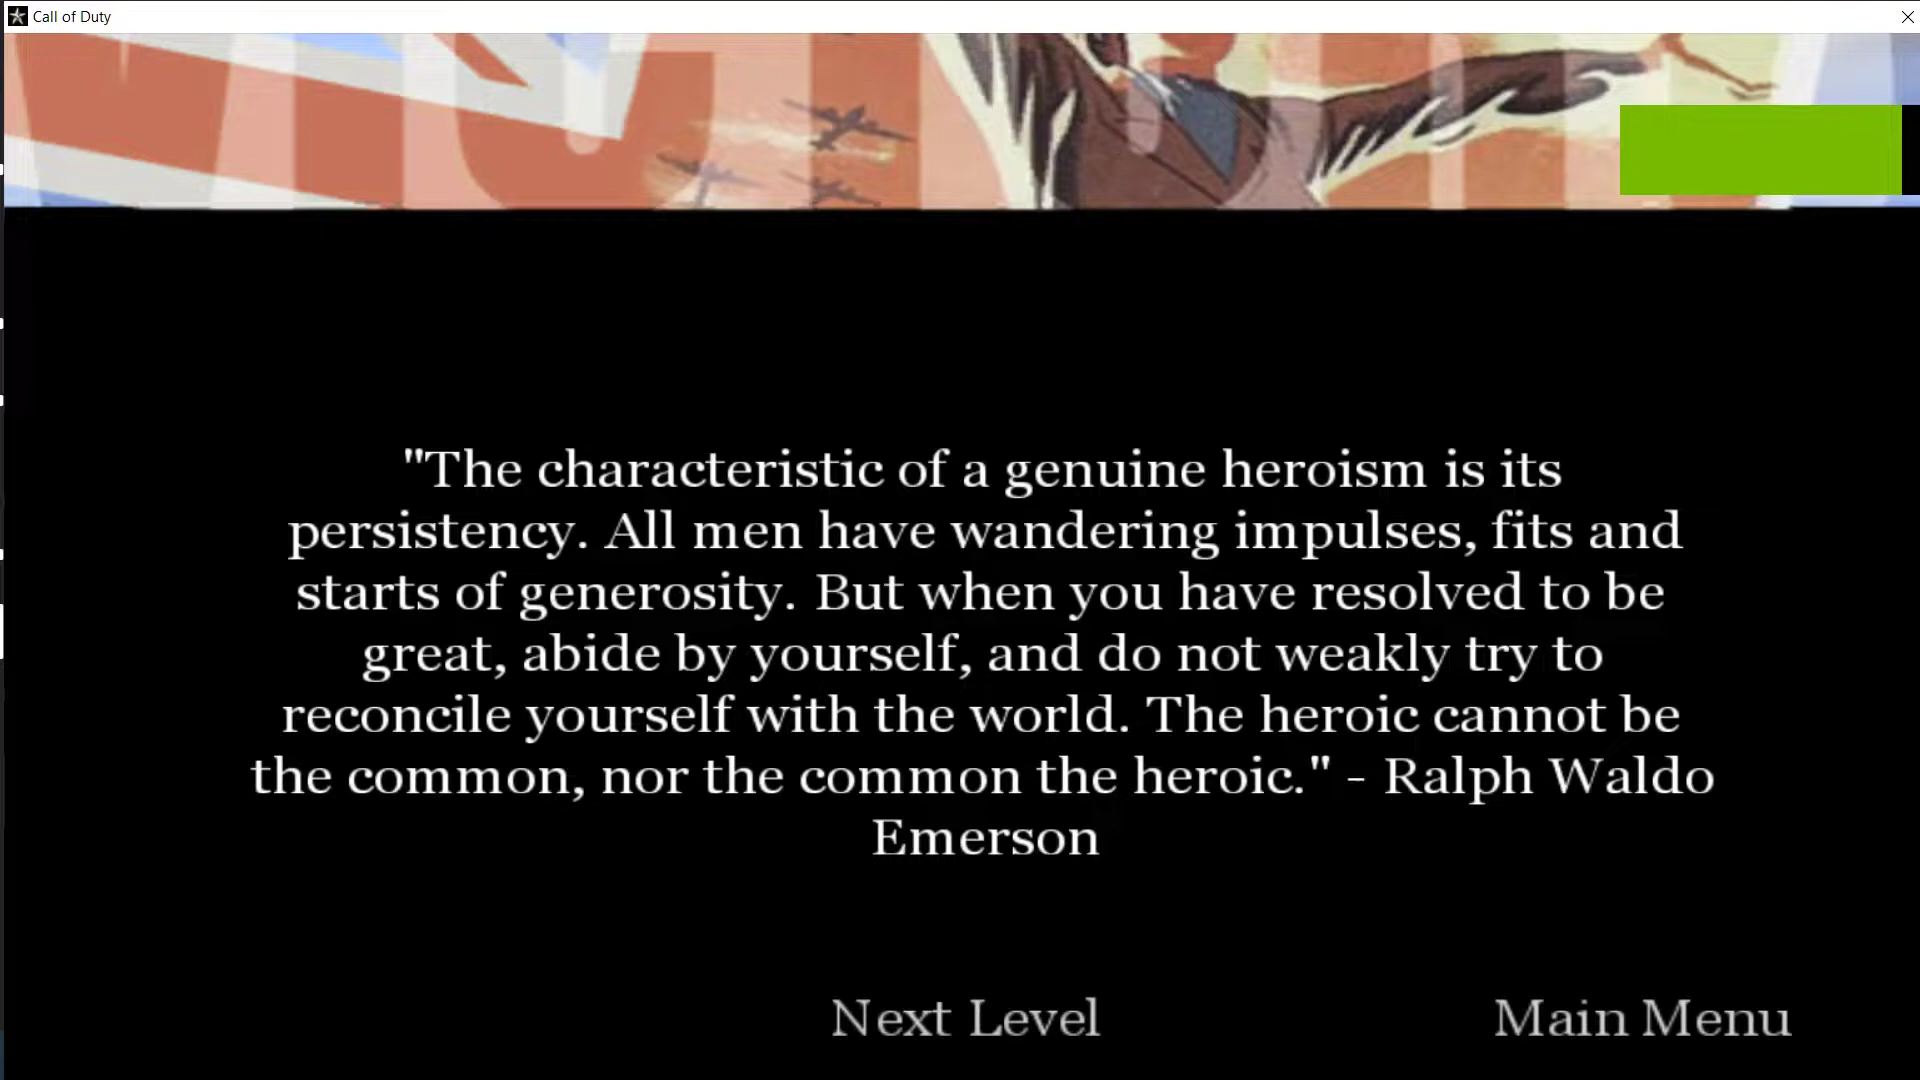 Call of Duty
"The characteristic of a genuine heroism is its
persistency. All men have wandering impulses, fits and
starts of generosity. But when you have resolved to be
great, abide by yourself, and do not weakly try to
reconcile yourself with the world. The heroic cannot be
the common, nor the common the heroic." - Ralph Waldo
Emerson
Next Level
Main Menu